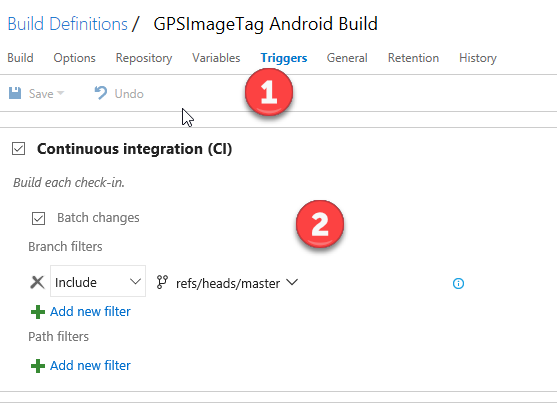 Build Definitions / GPSImageTag Android Build
Build Options Repository Variables Triggers General Retention History
Save Undo
1
Continuous integration (CI)
Build each check-in.
2
Batch changes
Branch filters
Include refs/heads/master
Add new filter
Path filters
Add new filter